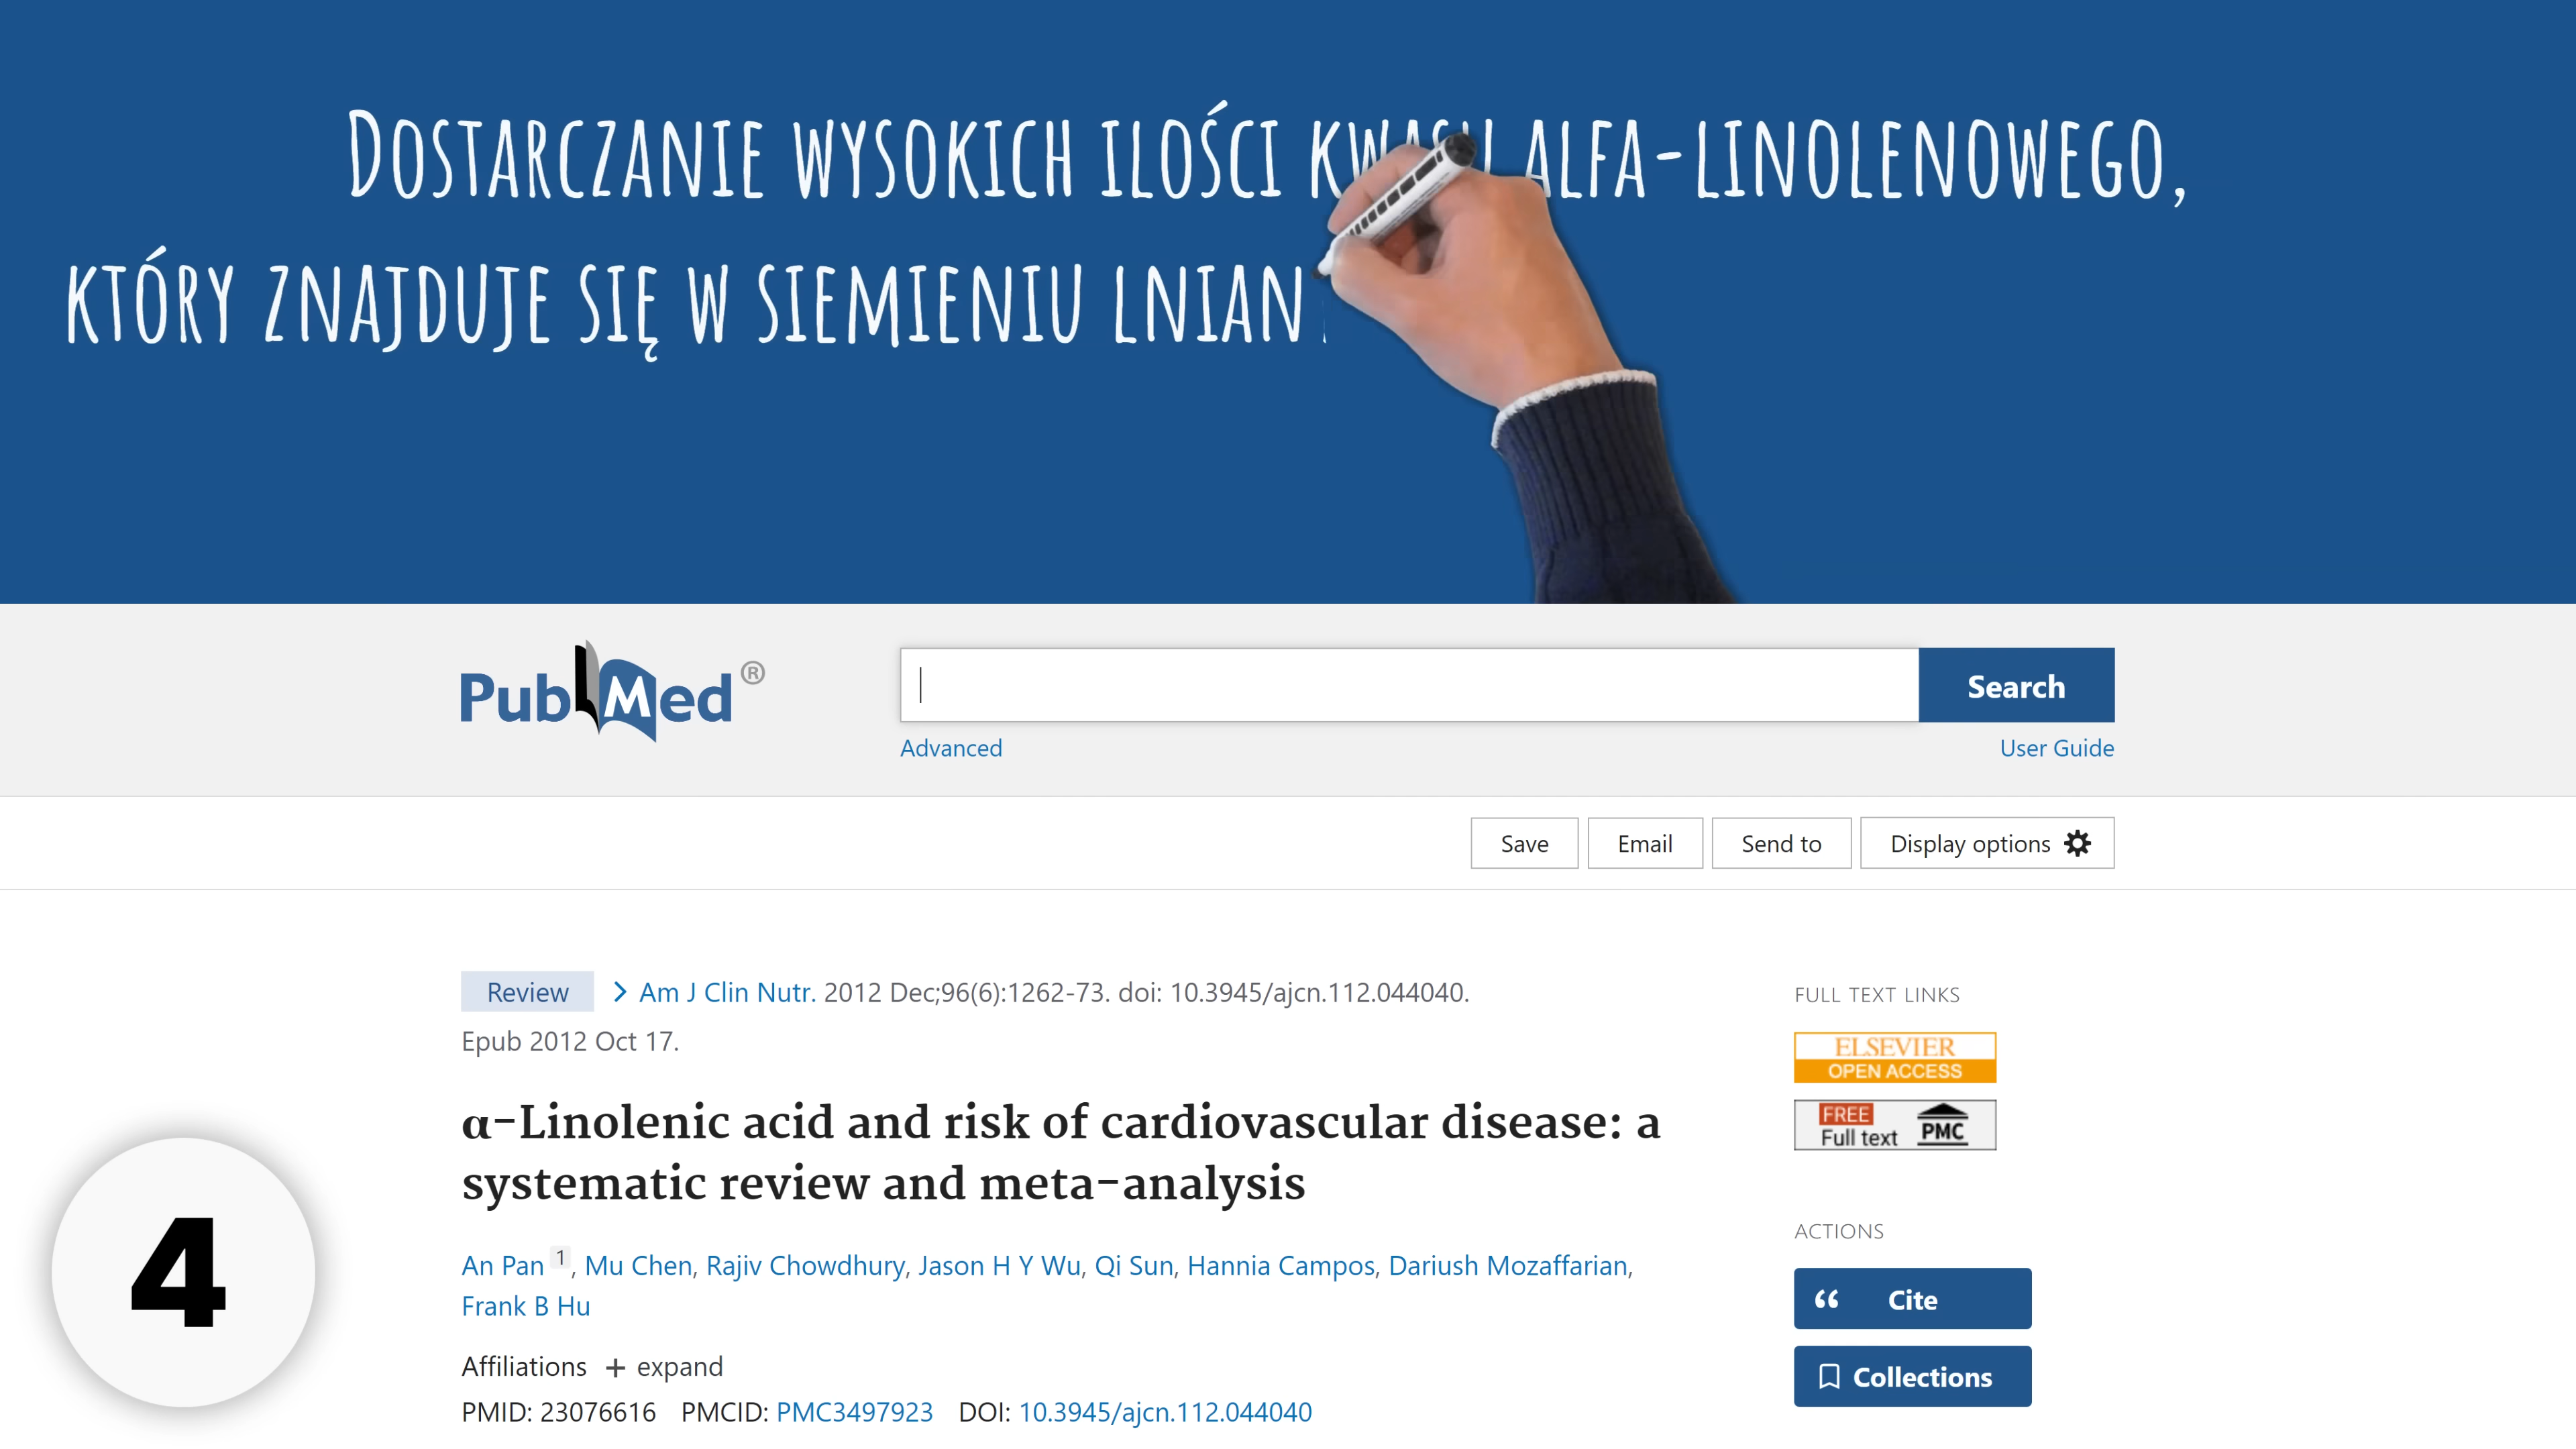 Dostarczanie wysokich ilości kwasu alfa-linolenowego,
który znajduje się w siemieniu lnian
PubMed®
Search
Advanced
User Guide
Save
Email
Send to
Display options
Review
Am J Clin Nutr. 2012 Dec;96(6):1262-73. doi: 10.3945/ajcn.112.044040.
Epub 2012 Oct 17.
α-Linolenic acid and risk of cardiovascular disease: a
systematic review and meta-analysis
An Pan 1, Mu Chen, Rajiv Chowdhury, Jason H Y Wu, Qi Sun, Hannia Campos, Dariush Mozaffarian,
Frank B Hu
Affiliations + expand
PMID: 23076616 PMCID: PMC3497923 DOI: 10.3945/ajcn.112.044040
FULL TEXT LINKS
ELSEVIER
OPEN ACCESS
FREE
Full text PMC
ACTIONS
Cite
Collections
4